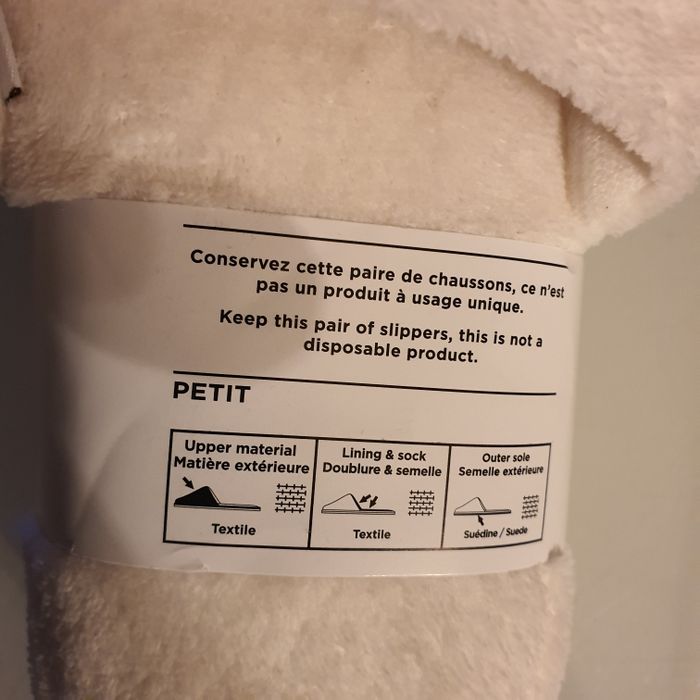 Conservez cette paire de chaussons, ce n'est
pas un produit à usage unique.
Keep this pair of slippers, this is not a
disposable product.
PETIT
Upper material
Matière extérieure
Textile
Lining & sock
Doublure & semelle
Textile
Outer sole
Semelle extérieure
Suédine / Suede